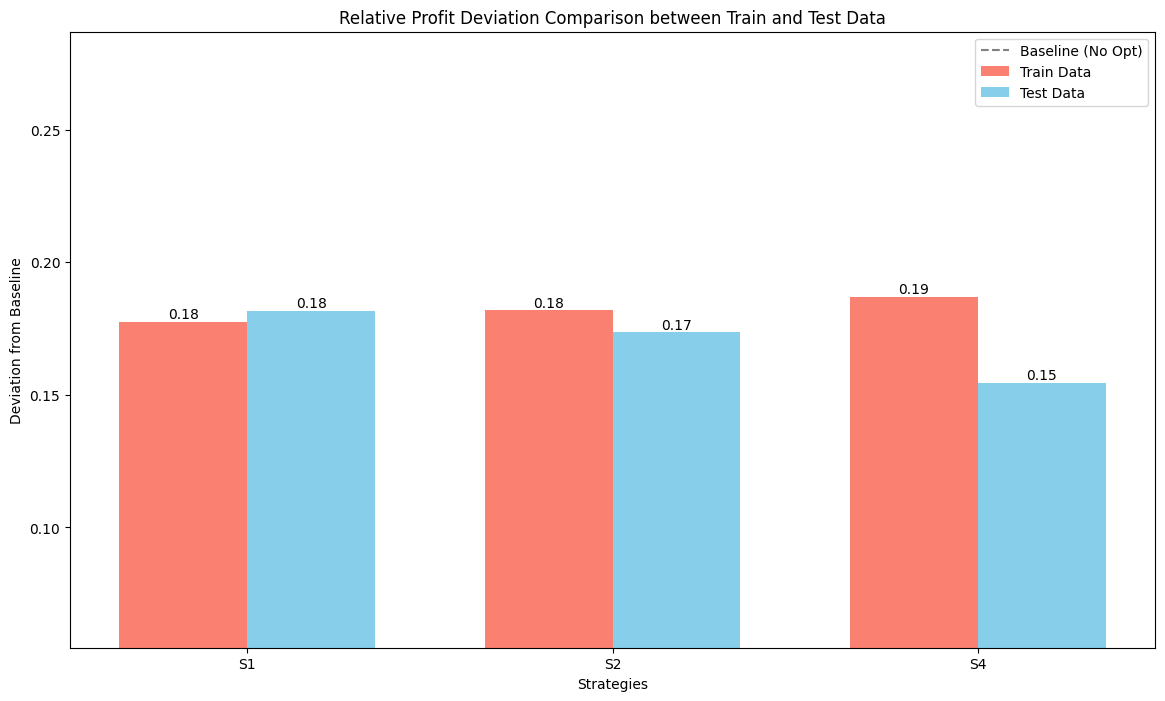 Relative Profit Deviation Comparison between Train and Test Data
Baseline (No Opt)
Train Data
Test Data
Deviation from Baseline
0.25
0.20
0.15
0.10
0.18
0.18
0.18
0.17
0.19
0.15
S1
S2
S4
Strategies